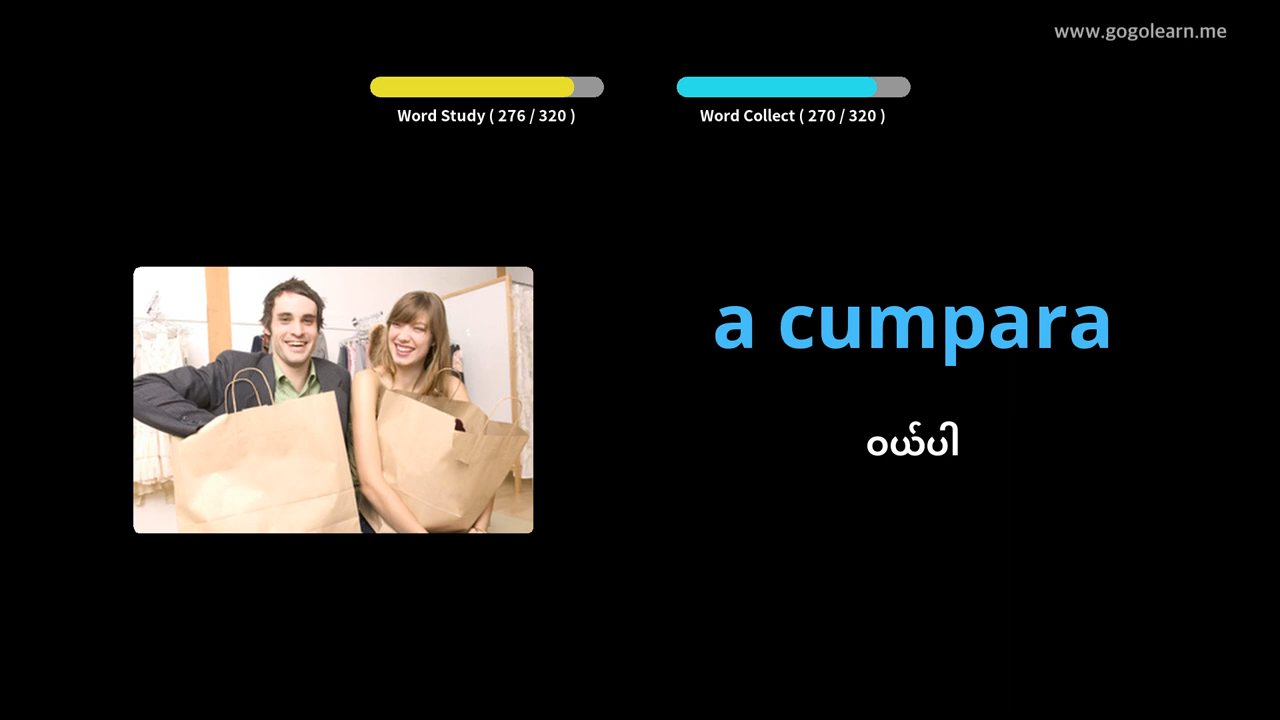 www.gogolearn.me
Word Study ( 276 / 320 )
Word Collect ( 270 / 320 )
a cumpara
ဝယ်ပါ